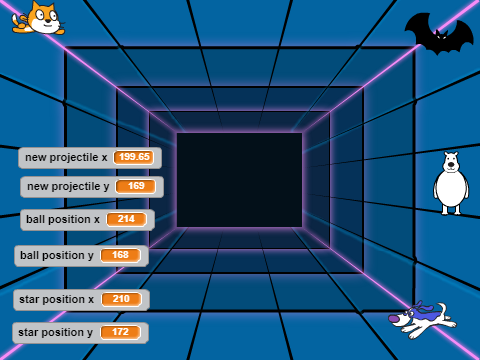 new projectile x 199.65
new projectile y 169
ball position x 214
ball position y 168
star position x 210
star position y 172